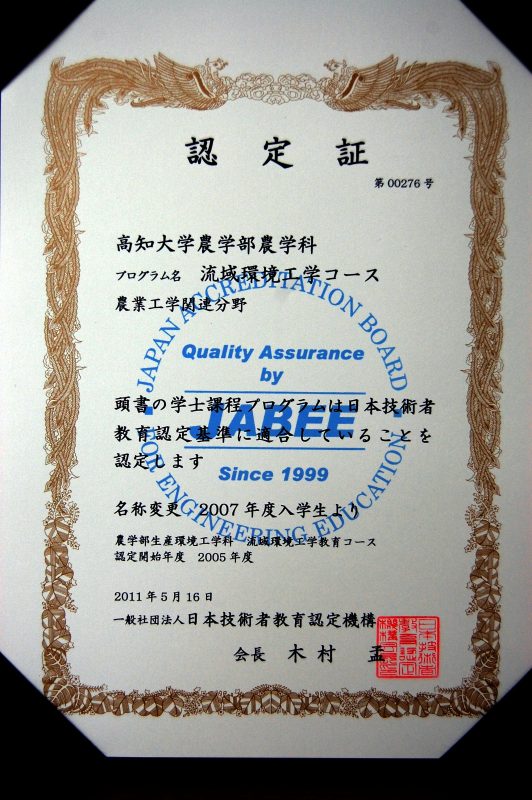 認定証
第00276号
高知大学農学部農学科
プログラム名 流域環境工学コース
農業工学関連分野
JAPAN ACCREDITATION BOARD
Quality Assurance
by
JABEE
Since 1999
FOR ENGINEERING EDUCATION
頭書の学士課程プログラムは日本技術者
教育認定基準に適合していることを
認定します
名称変更 2007年度入学生より
農学部生産環境工学科 流域環境工学教育コース
認定開始年度 2005年度
2011年5月16日
一般社団法人日本技術者教育認定機構
会長 木村 孟